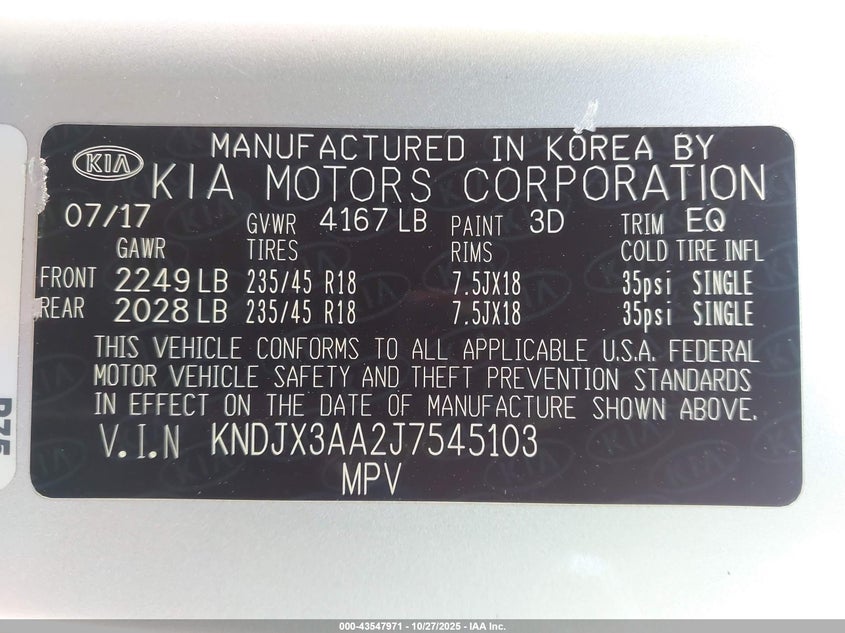 MANUFACTURED IN KOREA BY
KIA KIA MOTORS CORPORATION
07/17 GVWR 4167 LB PAINT 3D TRIM EQ
GAWR TIRES RIMS COLD TIRE INFL
FRONT 2249 LB 235/45 R18 7.5JX18 35psi SINGLE
REAR 2028 LB 235/45 R18 7.5JX18 35psi SINGLE
THIS VEHICLE CONFORMS TO ALL APPLICABLE U.S.A. FEDERAL
MOTOR VEHICLE SAFETY AND THEFT PREVENTION STANDARDS
IN EFFECT ON THE DATE OF MANUFACTURE SHOWN ABOVE.
V.I.N KNDJX3AA2J7545103
MPV
000-43547971 - 10/27/2025 - IAA Inc.